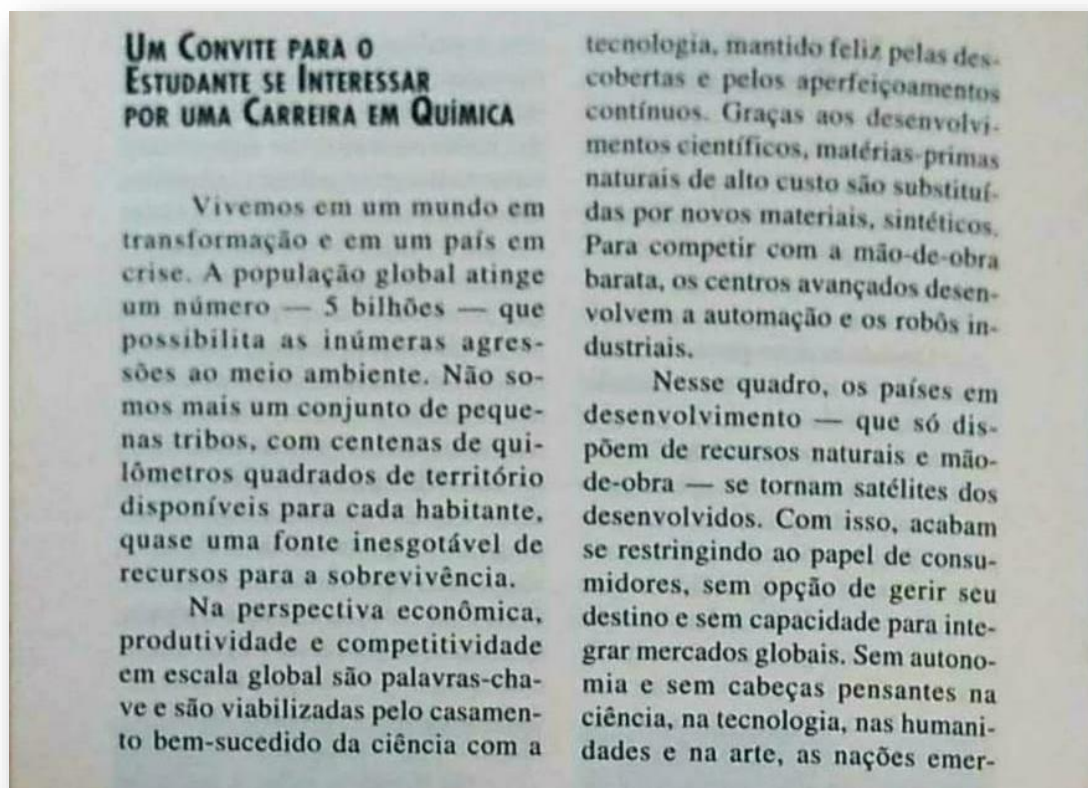 UM CONVITE PARA O
ESTUDANTE SE INTERESSAR
POR UMA CARREIRA EM QUÍMICA
Vivemos em um mundo em
transformação e em um país em
crise. A população global atinge
um número — 5 bilhões — que
possibilita as inúmeras agres-
sões ao meio ambiente. Não so-
mos mais um conjunto de peque-
nas tribos, com centenas de qui-
lômetros quadrados de território
disponíveis para cada habitante,
quase uma fonte inesgotável de
recursos para a sobrevivência.
Na perspectiva econômica,
produtividade e competitividade
em escala global são palavras-cha-
ve e são viabilizadas pelo casamen-
to bem-sucedido da ciência com a
tecnologia, mantido feliz pelas des-
cobertas e pelos aperfeiçoamentos
contínuos. Graças aos desenvolvi-
mentos científicos, matérias-primas
naturais de alto custo são substituí-
das por novos materiais, sintéticos.
Para competir com a mão-de-obra
barata, os centros avançados desen-
volvem a automação e os robôs in-
dustriais.
Nesse quadro, os países em
desenvolvimento — que só dis-
põem de recursos naturais e mão-
de-obra — se tornam satélites dos
desenvolvidos. Com isso, acabam
se restringindo ao papel de consu-
midores, sem opção de gerir seu
destino e sem capacidade para inte-
grar mercados globais. Sem autono-
mia e sem cabeças pensantes na
ciência, na tecnologia, nas humani-
dades e na arte, as nações emer-